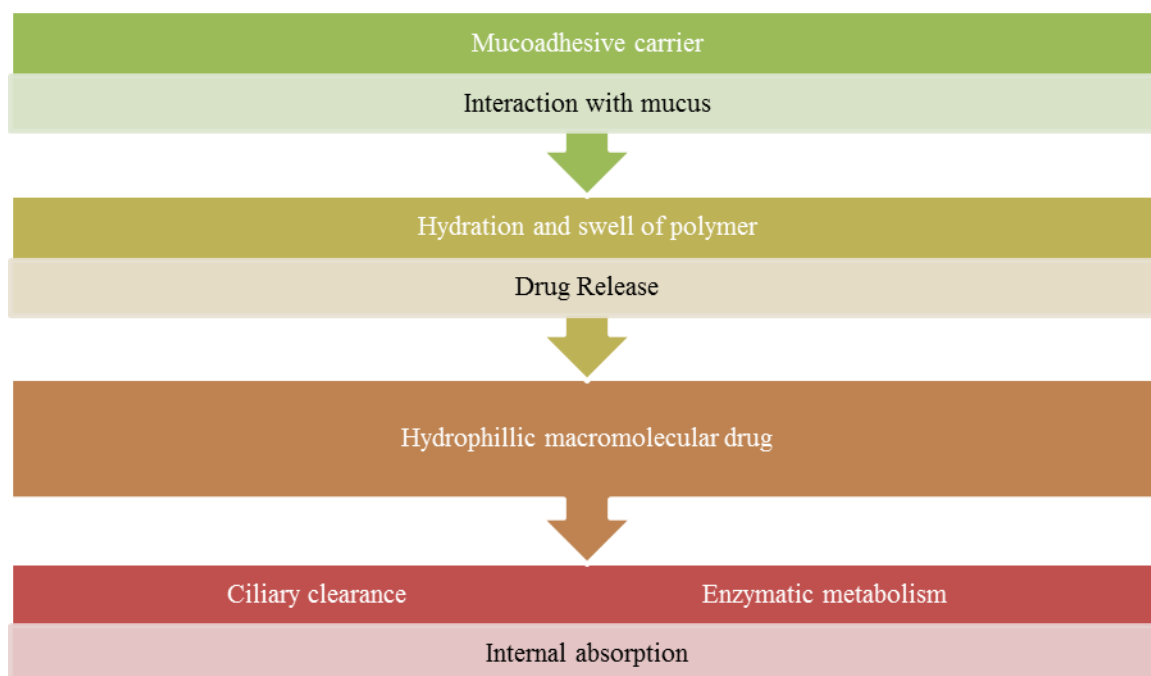 Mucoadhesive carrier
Interaction with mucus
Hydration and swell of polymer
Drug Release
Hydrophillic macromolecular drug
Ciliary clearance Enzymatic metabolism
Internal absorption